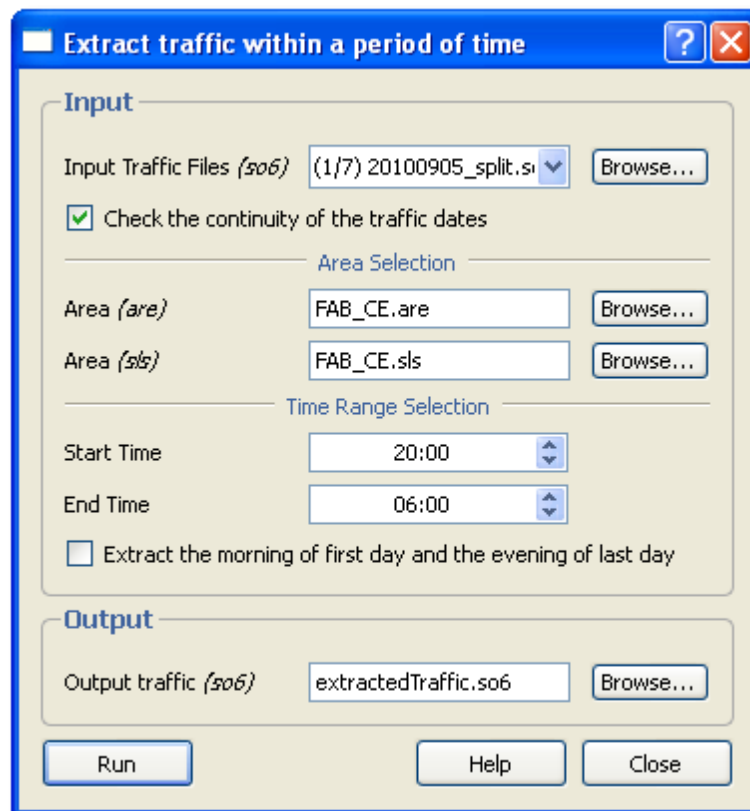 Extract traffic within a period of time
Input
Input Traffic Files (so6) (1/7) 20100905_split.s Browse...
Check the continuity of the traffic dates
Area Selection
Area (are) FAB_CE.are Browse...
Area (sls) FAB_CE.sls Browse...
Time Range Selection
Start Time 20:00
End Time 06:00
Extract the morning of first day and the evening of last day
Output
Output traffic (so6) extractedTraffic.so6 Browse...
Run Help Close